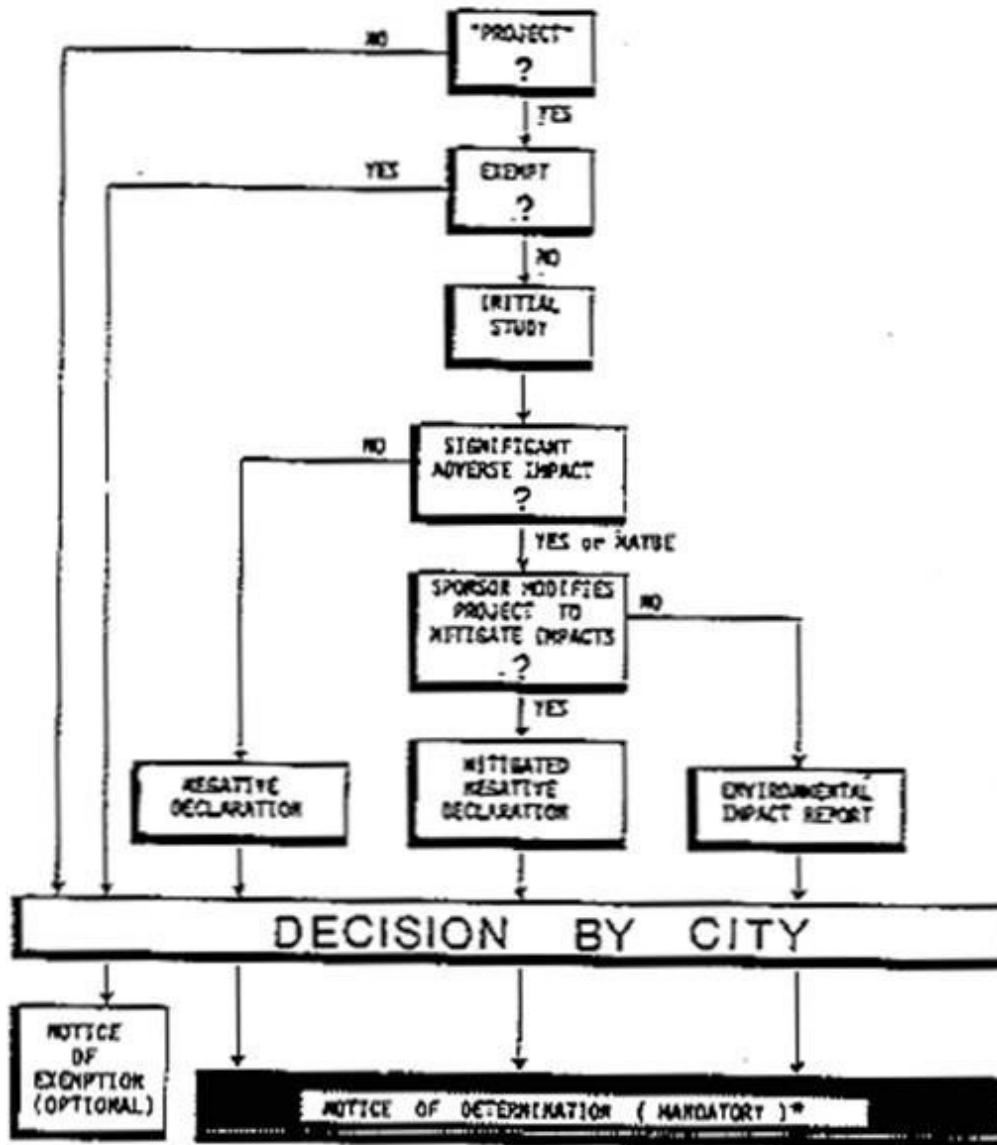 "PROJECT"
?
NO
YES
EXEMPT
?
YES
NO
INITIAL
STUDY
SIGNIFICANT
ADVERSE IMPACT
?
NO
YES or MAYBE
SPONSOR MODIFIES
PROJECT TO
MITIGATE IMPACTS
?
NO
YES
NEGATIVE
DECLARATION
MITIGATED
NEGATIVE
DECLARATION
ENVIRONMENTAL
IMPACT REPORT
DECISION BY CITY
NOTICE
OF
EXEMPTION
(OPTIONAL)
NOTICE OF DETERMINATION (MANDATORY)*